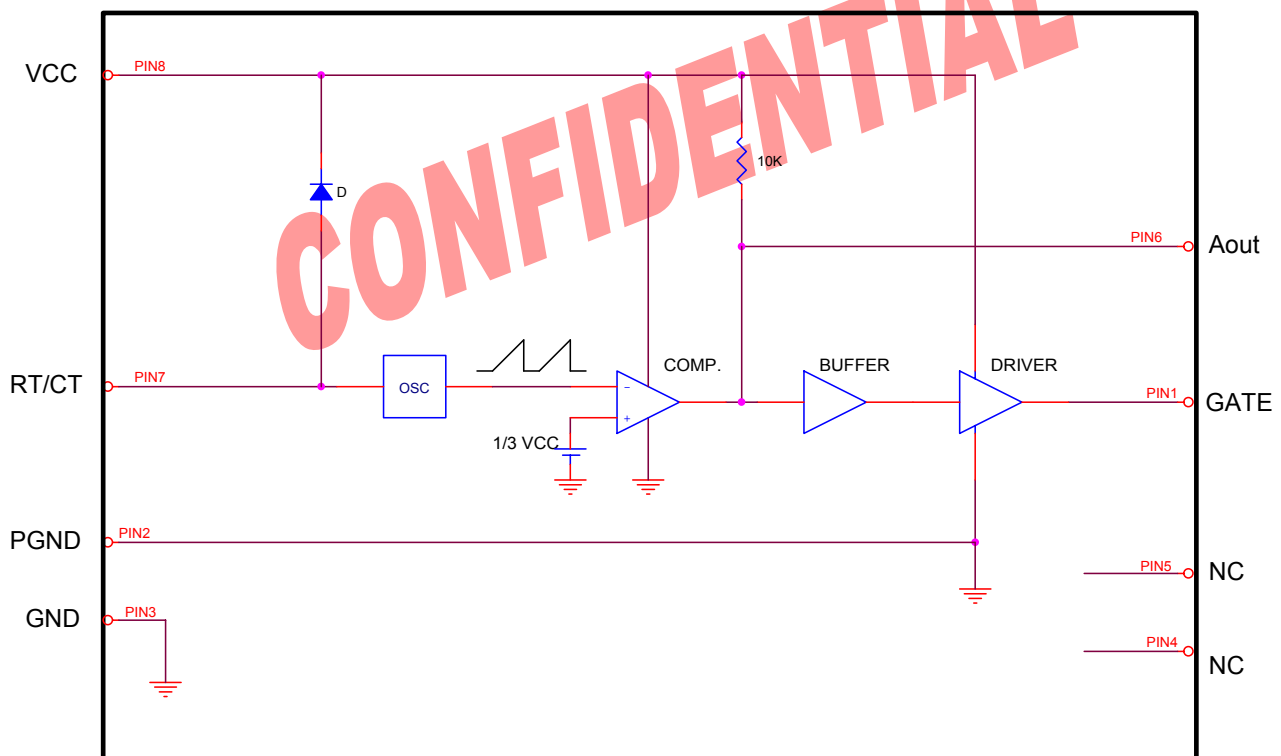 CONFIDENTIAL
VCC
PIN8
D
10K
PIN6
Aout
RT/CT
PIN7
OSC
COMP.
BUFFER
DRIVER
PIN1
GATE
−
+
1/3 VCC
PGND
PIN2
PIN5
NC
GND
PIN3
PIN4
NC